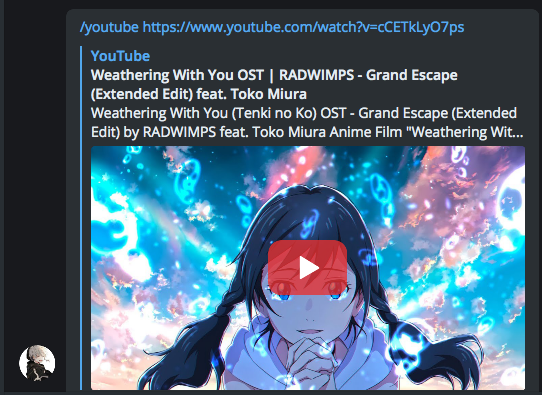 /youtube https://www.youtube.com/watch?v=cCETkLyO7ps
YouTube
Weathering With You OST | RADWIMPS - Grand Escape
(Extended Edit) feat. Toko Miura
Weathering With You (Tenki no Ko) OST - Grand Escape (Extended
Edit) by RADWIMPS feat. Toko Miura Anime Film "Weathering Wit...